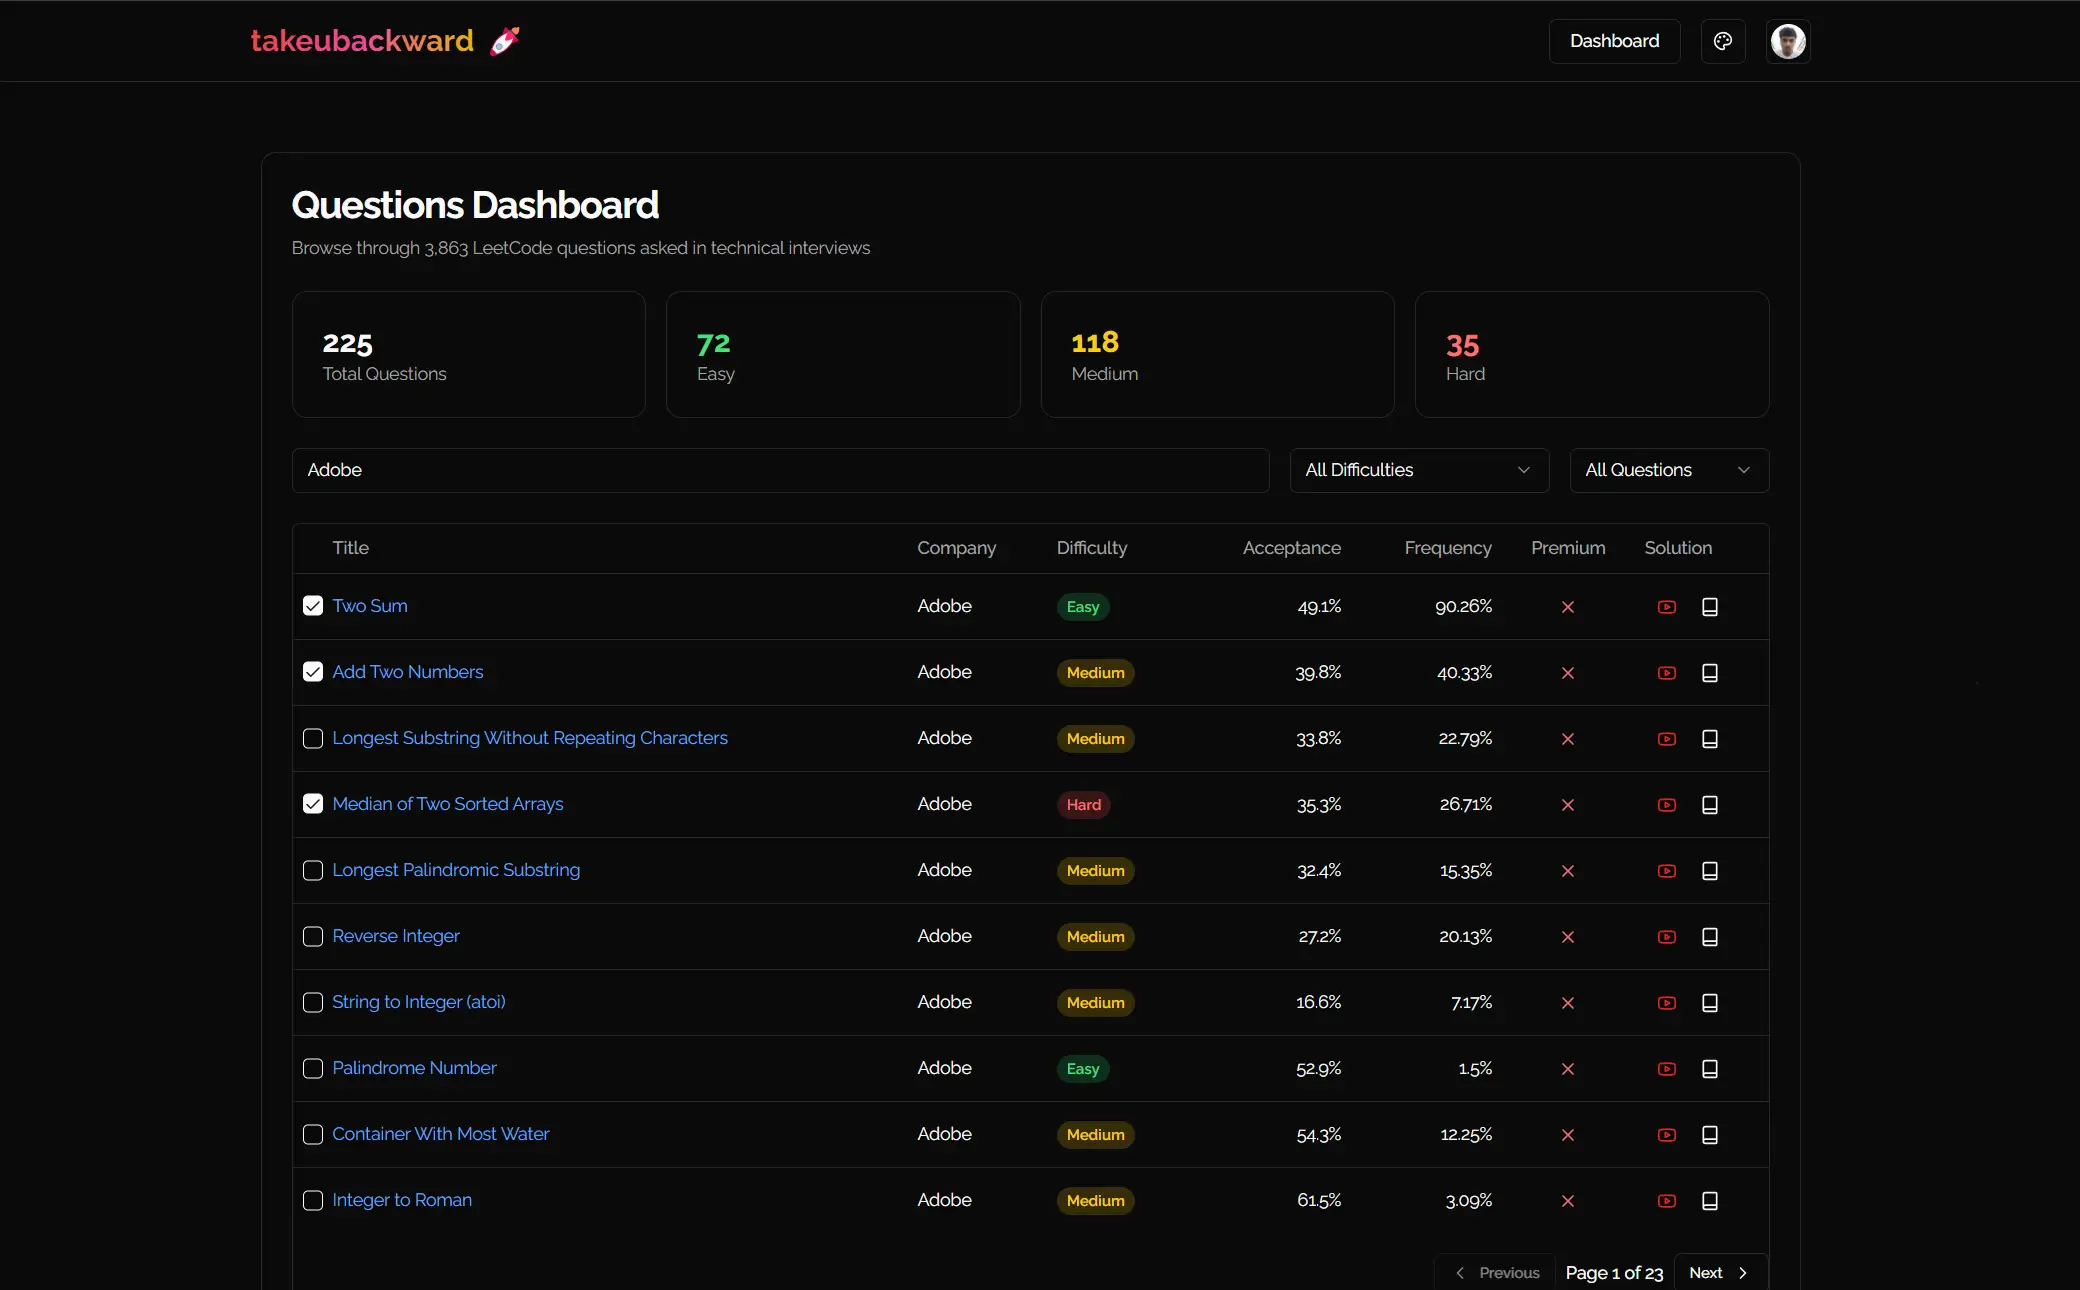 takeubackward
Dashboard
Questions Dashboard
Browse through 3,863 LeetCode questions asked in technical interviews
225
Total Questions
72
Easy
118
Medium
35
Hard
Adobe
All Difficulties
All Questions
Title Company Difficulty Acceptance Frequency Premium Solution
Two Sum Adobe Easy 49.1% 90.26%
Add Two Numbers Adobe Medium 39.8% 40.33%
Longest Substring Without Repeating Characters Adobe Medium 33.8% 22.79%
Median of Two Sorted Arrays Adobe Hard 35.3% 26.71%
Longest Palindromic Substring Adobe Medium 32.4% 15.35%
Reverse Integer Adobe Medium 27.2% 20.13%
String to Integer (atoi) Adobe Medium 16.6% 7.17%
Palindrome Number Adobe Easy 52.9% 1.5%
Container With Most Water Adobe Medium 54.3% 12.25%
Integer to Roman Adobe Medium 61.5% 3.09%
Previous Page 1 of 23 Next